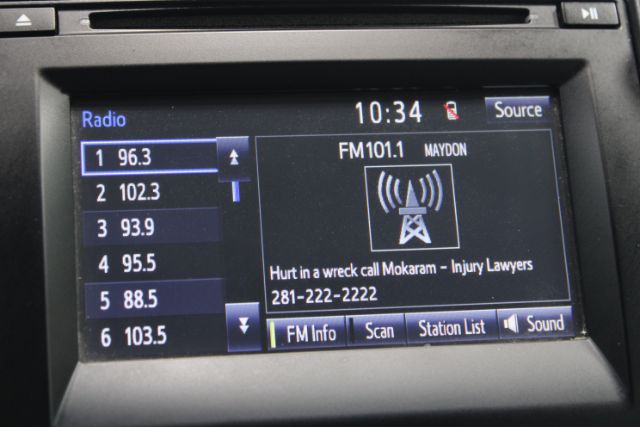 Radio
10:34
Source
1 96.3
2 102.3
3 93.9
4 95.5
5 88.5
6 103.5
FM101.1 MAYDON
Hurt in a wreck call Mokaram - Injury Lawyers
281-222-2222
FM Info
Scan
Station List
Sound